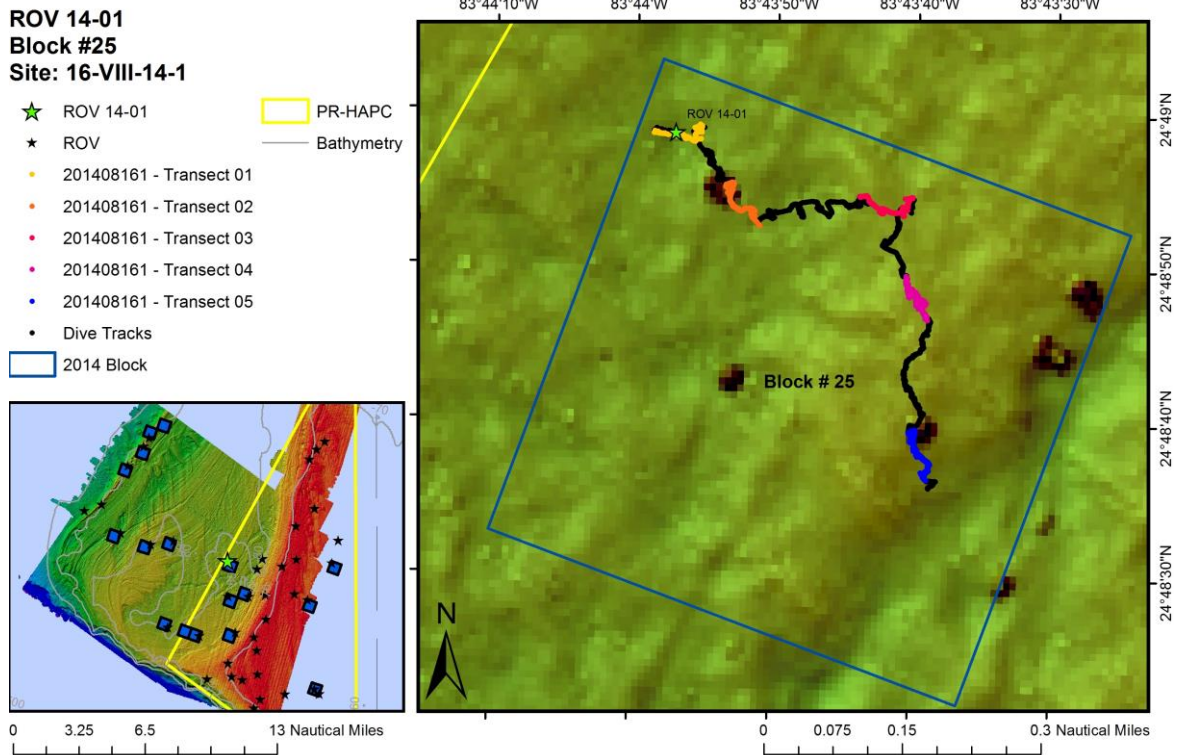 ROV 14-01
Block #25
Site: 16-VIII-14-1
ROV 14-01
PR-HAPC
ROV
Bathymetry
201408161 - Transect 01
201408161 - Transect 02
201408161 - Transect 03
201408161 - Transect 04
201408161 - Transect 05
Dive Tracks
2014 Block
-70
0 3.25 6.5 13 Nautical Miles
83°44'10"W 83°44'W 83°43'50"W 83°43'40"W 83°43'30"W
ROV 14-01
24°49'N
24°48'50"N
Block # 25
24°48'40"N
24°48'30"N
N
0 0.075 0.15 0.3 Nautical Miles